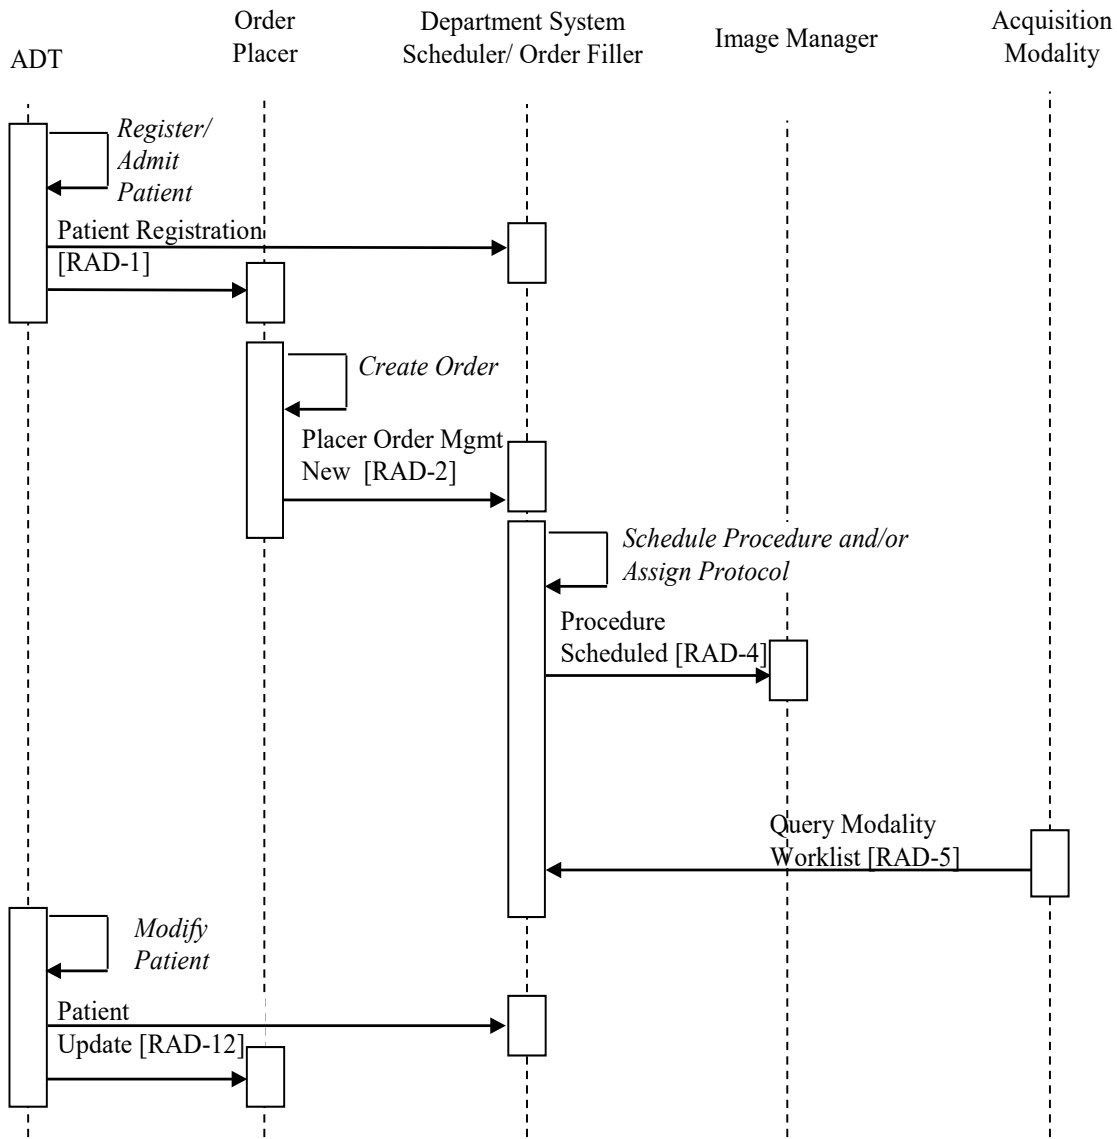 ADT
Order
Placer
Department System
Scheduler/ Order Filler
Image Manager
Acquisition
Modality
Register/
Admit
Patient
Patient Registration
[RAD-1]
Create Order
Placer Order Mgmt
New [RAD-2]
Schedule Procedure and/or
Assign Protocol
Procedure
Scheduled [RAD-4]
Query Modality
Worklist [RAD-5]
Modify
Patient
Patient
Update [RAD-12]